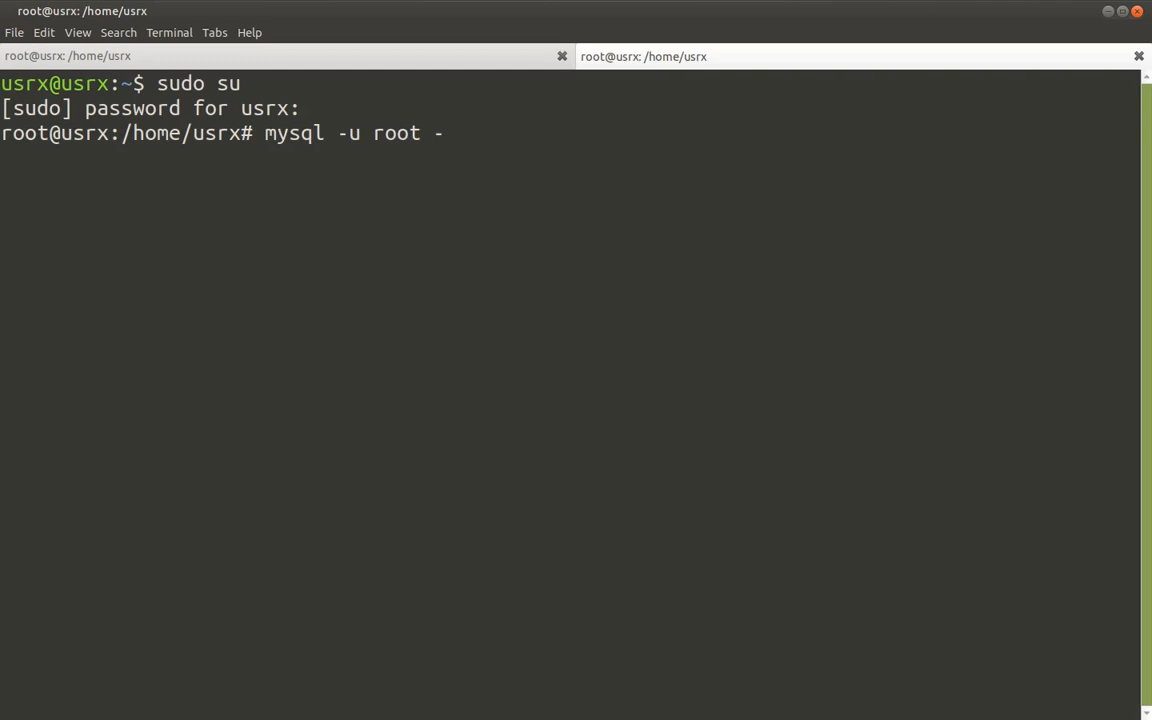 root@usrx: /home/usrx
File Edit View Search Terminal Tabs Help
root@usrx: /home/usrx root@usrx: /home/usrx
usrx@usrx:~$ sudo su
[sudo] password for usrx:
root@usrx:/home/usrx# mysql -u root -